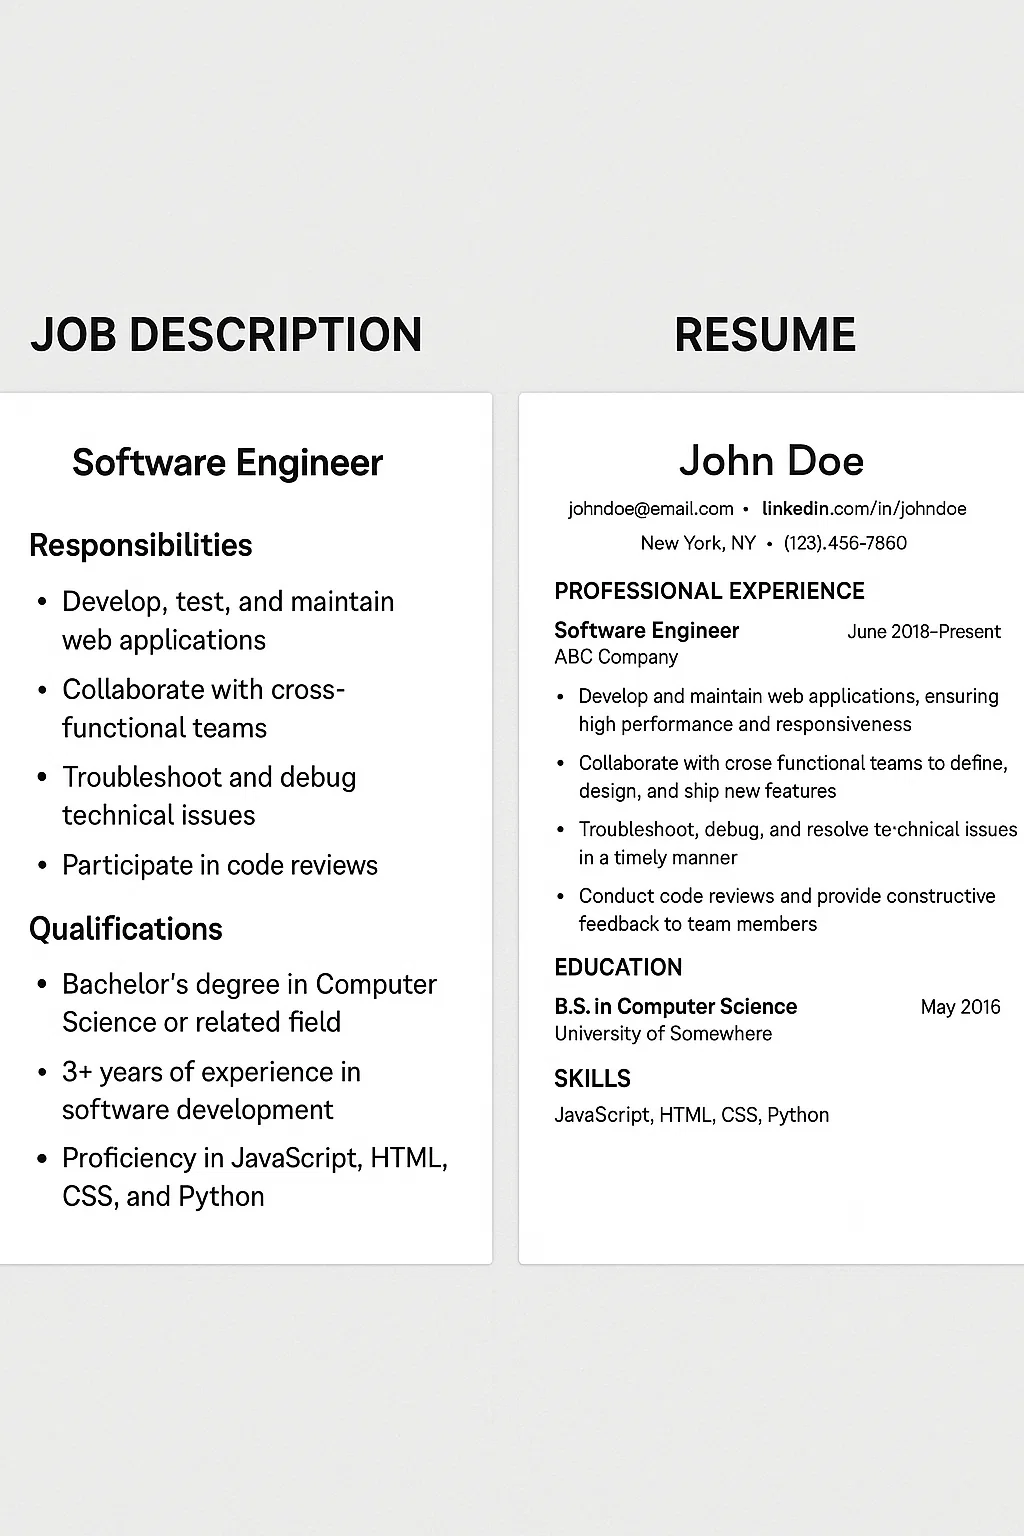 JOB DESCRIPTION
Software Engineer
Responsibilities
• Develop, test, and maintain
web applications
• Collaborate with cross-
functional teams
• Troubleshoot and debug
technical issues
• Participate in code reviews
Qualifications
• Bachelor's degree in Computer
Science or related field
• 3+ years of experience in
software development
• Proficiency in JavaScript, HTML,
CSS, and Python
RESUME
John Doe
johndoe@email.com • linkedin.com/in/johndoe
New York, NY • (123).456-7860
PROFESSIONAL EXPERIENCE
Software Engineer June 2018–Present
ABC Company
• Develop and maintain web applications, ensuring
high performance and responsiveness
• Collaborate with crose functional teams to define,
design, and ship new features
• Troubleshoot, debug, and resolve te·chnical issues
in a timely manner
• Conduct code reviews and provide constructive
feedback to team members
EDUCATION
B.S. in Computer Science May 2016
University of Somewhere
SKILLS
JavaScript, HTML, CSS, Python